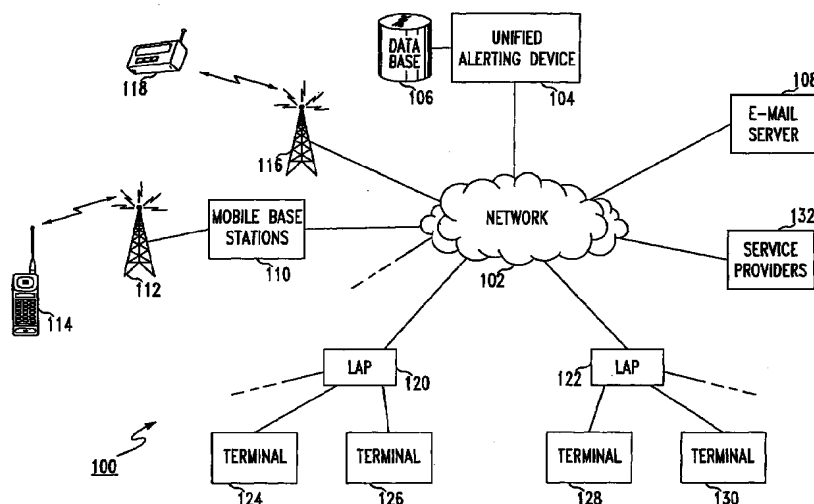 118
DATA
BASE
106
UNIFIED
ALERTING DEVICE
104
108
E-MAIL
SERVER
116
112
114
MOBILE BASE
STATIONS
110
NETWORK
102
132
SERVICE
PROVIDERS
LAP
120
122
LAP
100
TERMINAL
124
TERMINAL
126
TERMINAL
128
TERMINAL
130